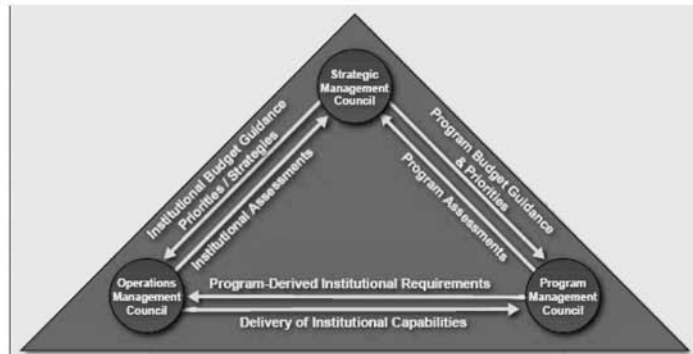 Strategic
Management
Council
Institutional Budget Guidance
Priorities / Strategies
Institutional Assessments
Program Budget Guidance
& Priorities
Program Assessments
Operations
Management
Council
Program-Derived Institutional Requirements
Delivery of Institutional Capabilities
Program
Management
Council